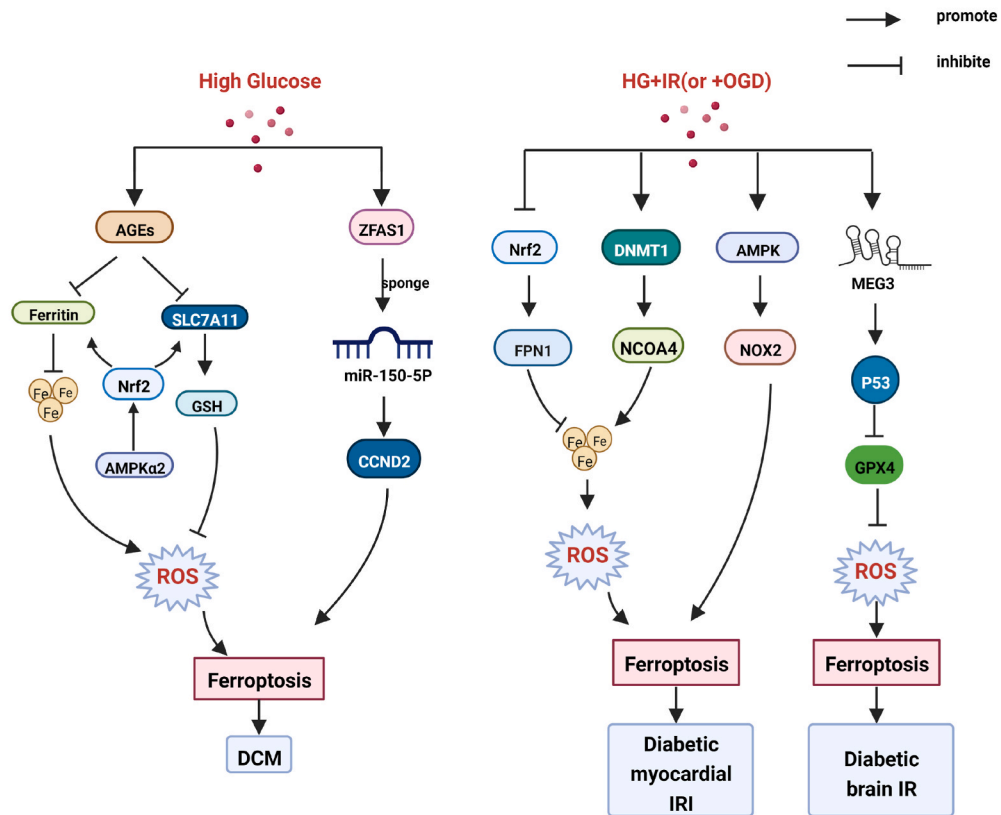 promote
inhibite
High Glucose
HG+IR(or +OGD)
AGEs
ZFAS1
Nrf2
DNMT1
AMPK
MEG3
sponge
Ferritin
SLC7A11
FPN1
NCOA4
NOX2
miR-150-5P
Nrf2
GSH
P53
Fe
Fe
Fe
Fe
Fe
Fe
AMPKα2
CCND2
GPX4
ROS
ROS
ROS
Ferroptosis
Ferroptosis
Ferroptosis
DCM
Diabetic
myocardial
IRI
Diabetic
brain IR